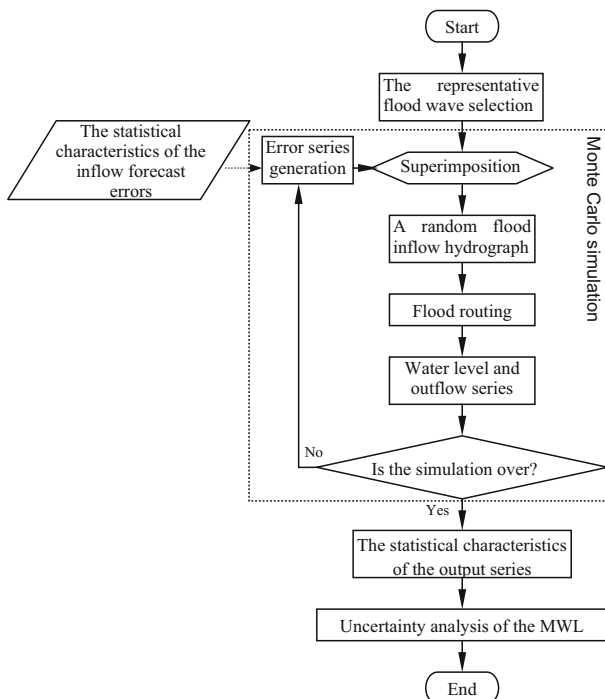 Start
The representative
flood wave selection
The statistical
characteristics of the
inflow forecast
errors
Error series
generation
Superimposition
Monte Carlo simulation
A random flood
inflow hydrograph
Flood routing
Water level and
outflow series
No
Is the simulation over?
Yes
The statistical characteristics
of the output series
Uncertainty analysis of the MWL
End